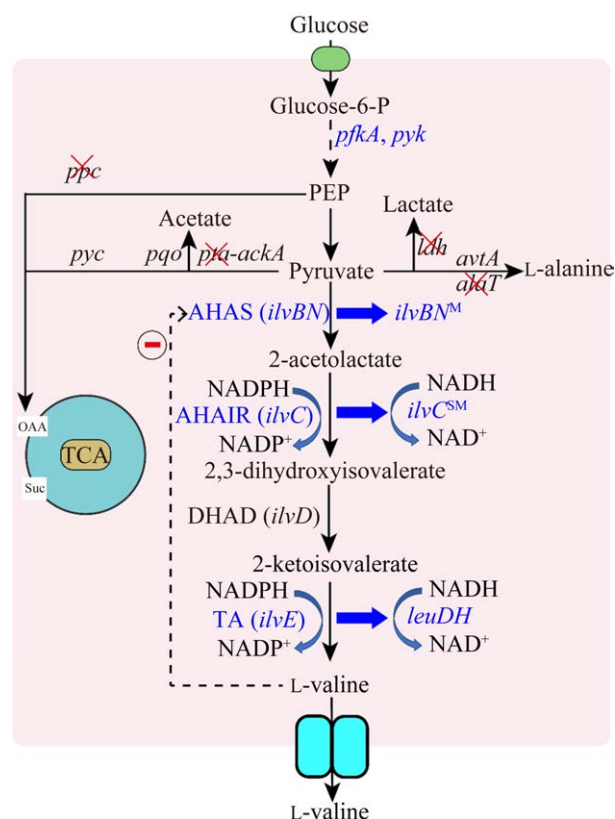 Glucose
Glucose-6-P
pfkA, pyk
ppc
PEP
Acetate
Lactate
pyc
pqo
pta-ackA
Pyruvate
ldh
avtA
alaT
L-alanine
AHAS (ilvBN)
ilvBNᴹ
2-acetolactate
NADPH
NADH
AHAIR (ilvC)
ilvCˢᴹ
NADP⁺
NAD⁺
OAA
TCA
Suc
2,3-dihydroxyisovalerate
DHAD (ilvD)
2-ketoisovalerate
NADPH
NADH
TA (ilvE)
leuDH
NADP⁺
NAD⁺
L-valine
L-valine